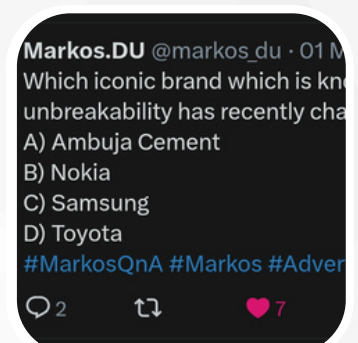 Markos.DU @markos_du · 01 M
Which iconic brand which is kn
unbreakability has recently cha
A) Ambuja Cement
B) Nokia
C) Samsung
D) Toyota
#MarkosQnA #Markos #Adver
2 7